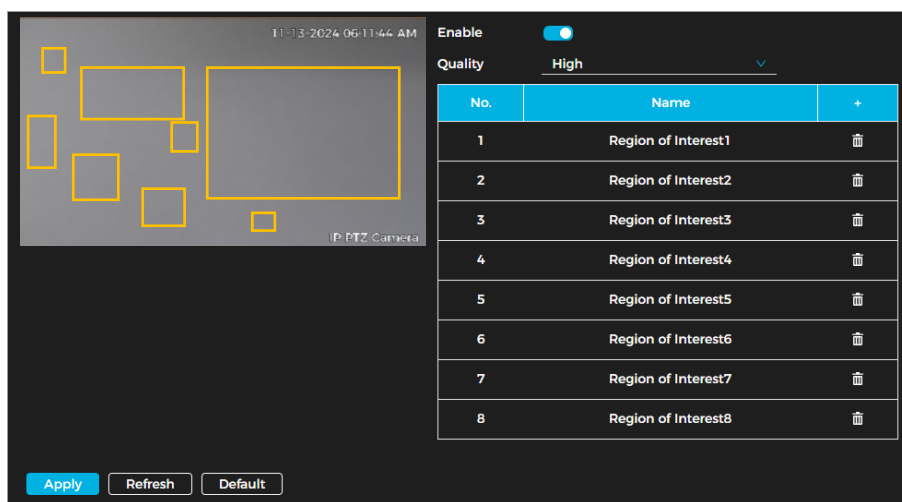 11-13-2024 06:11:44 AM
IP PTZ Camera
Enable
Quality High
No. Name +
1 Region of Interest1
2 Region of Interest2
3 Region of Interest3
4 Region of Interest4
5 Region of Interest5
6 Region of Interest6
7 Region of Interest7
8 Region of Interest8
Apply Refresh Default